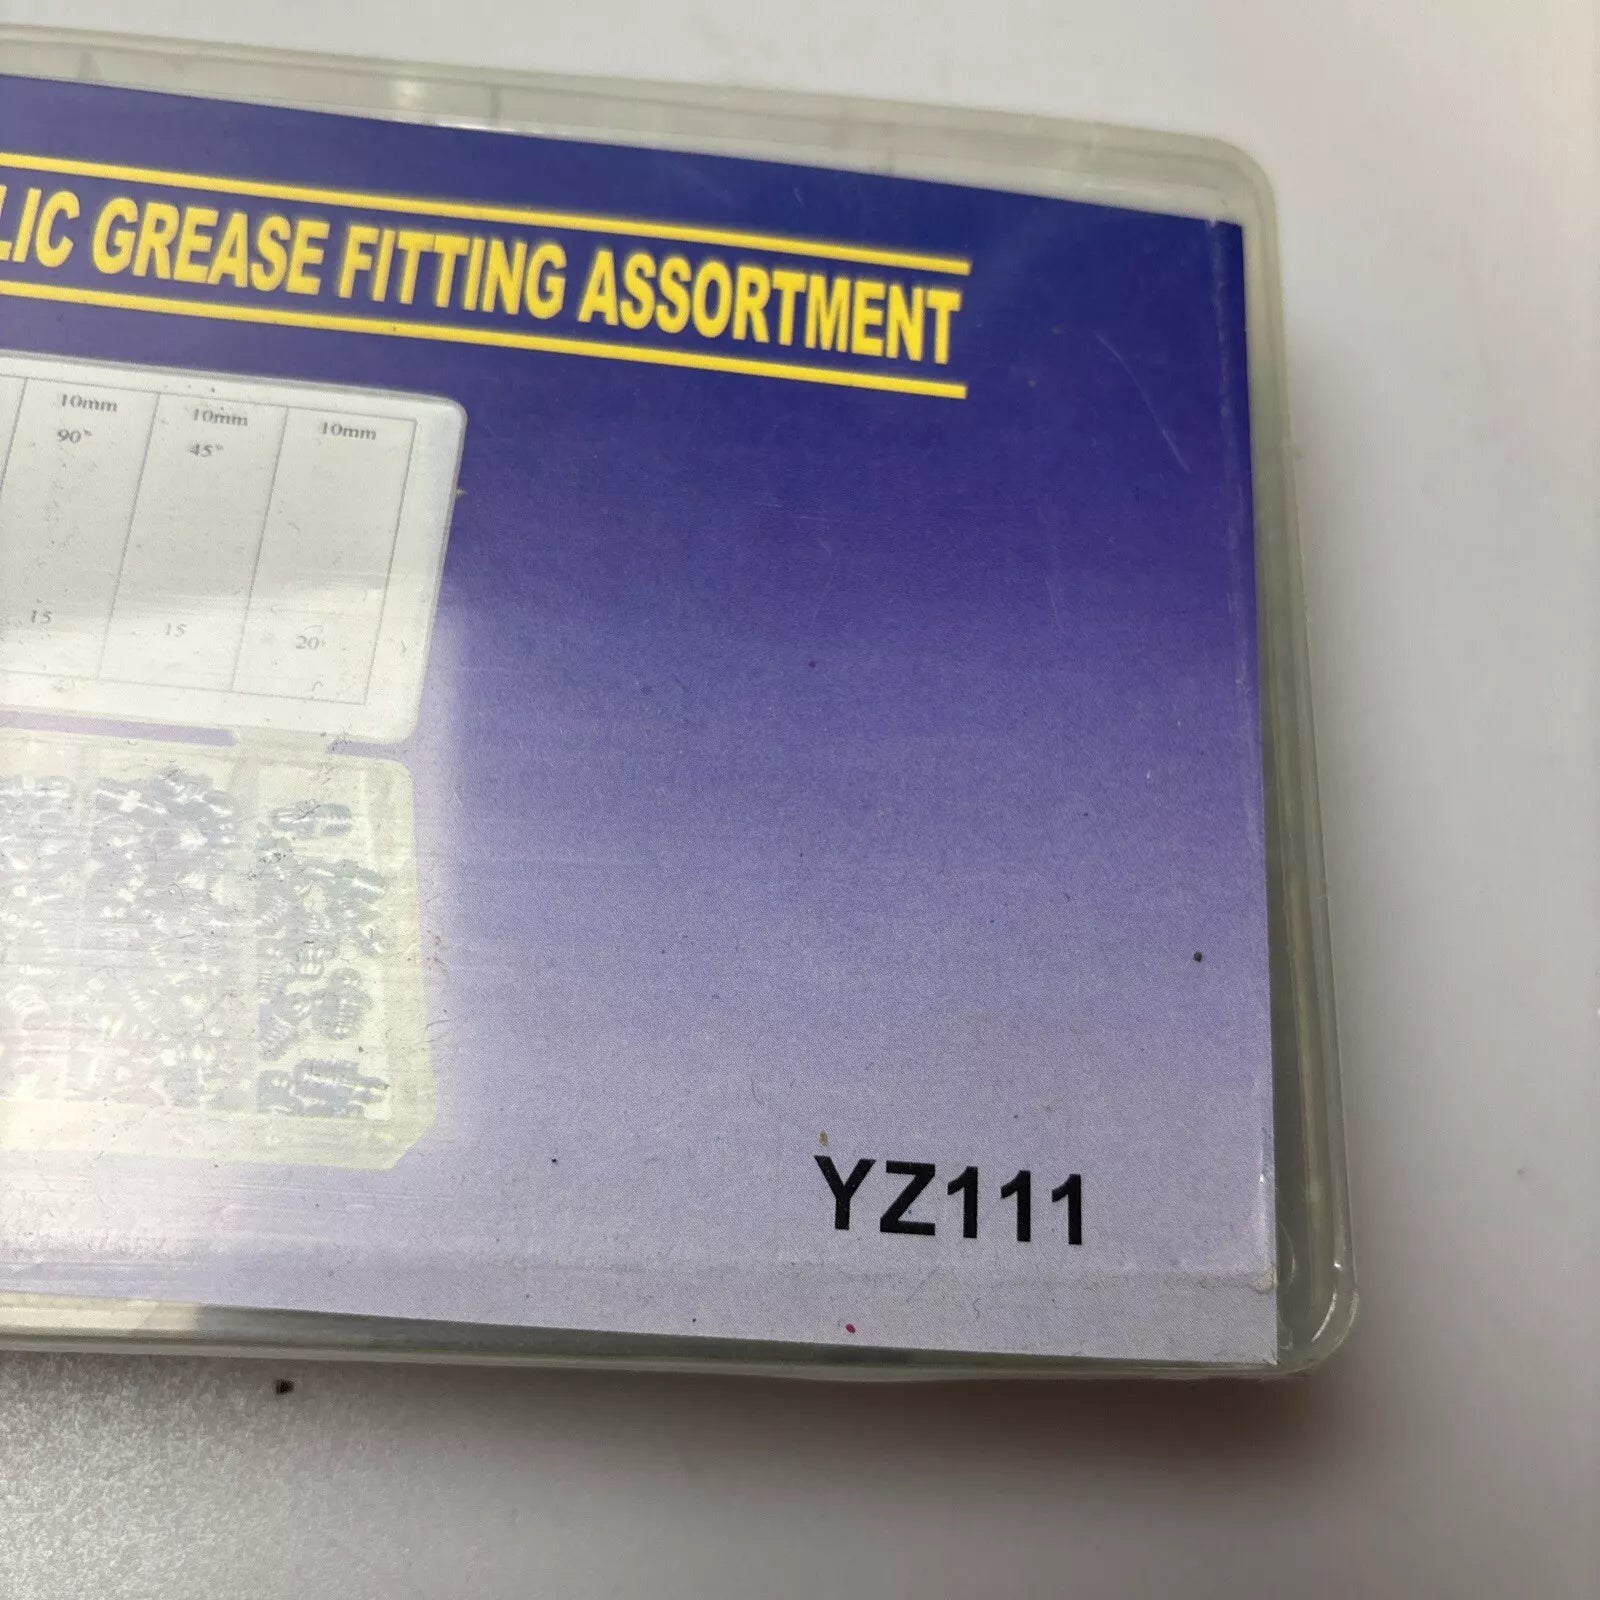 LIC GREASE FITTING ASSORTMENT
10mm 10mm 10mm
90° 45°
15 15 20
YZ111